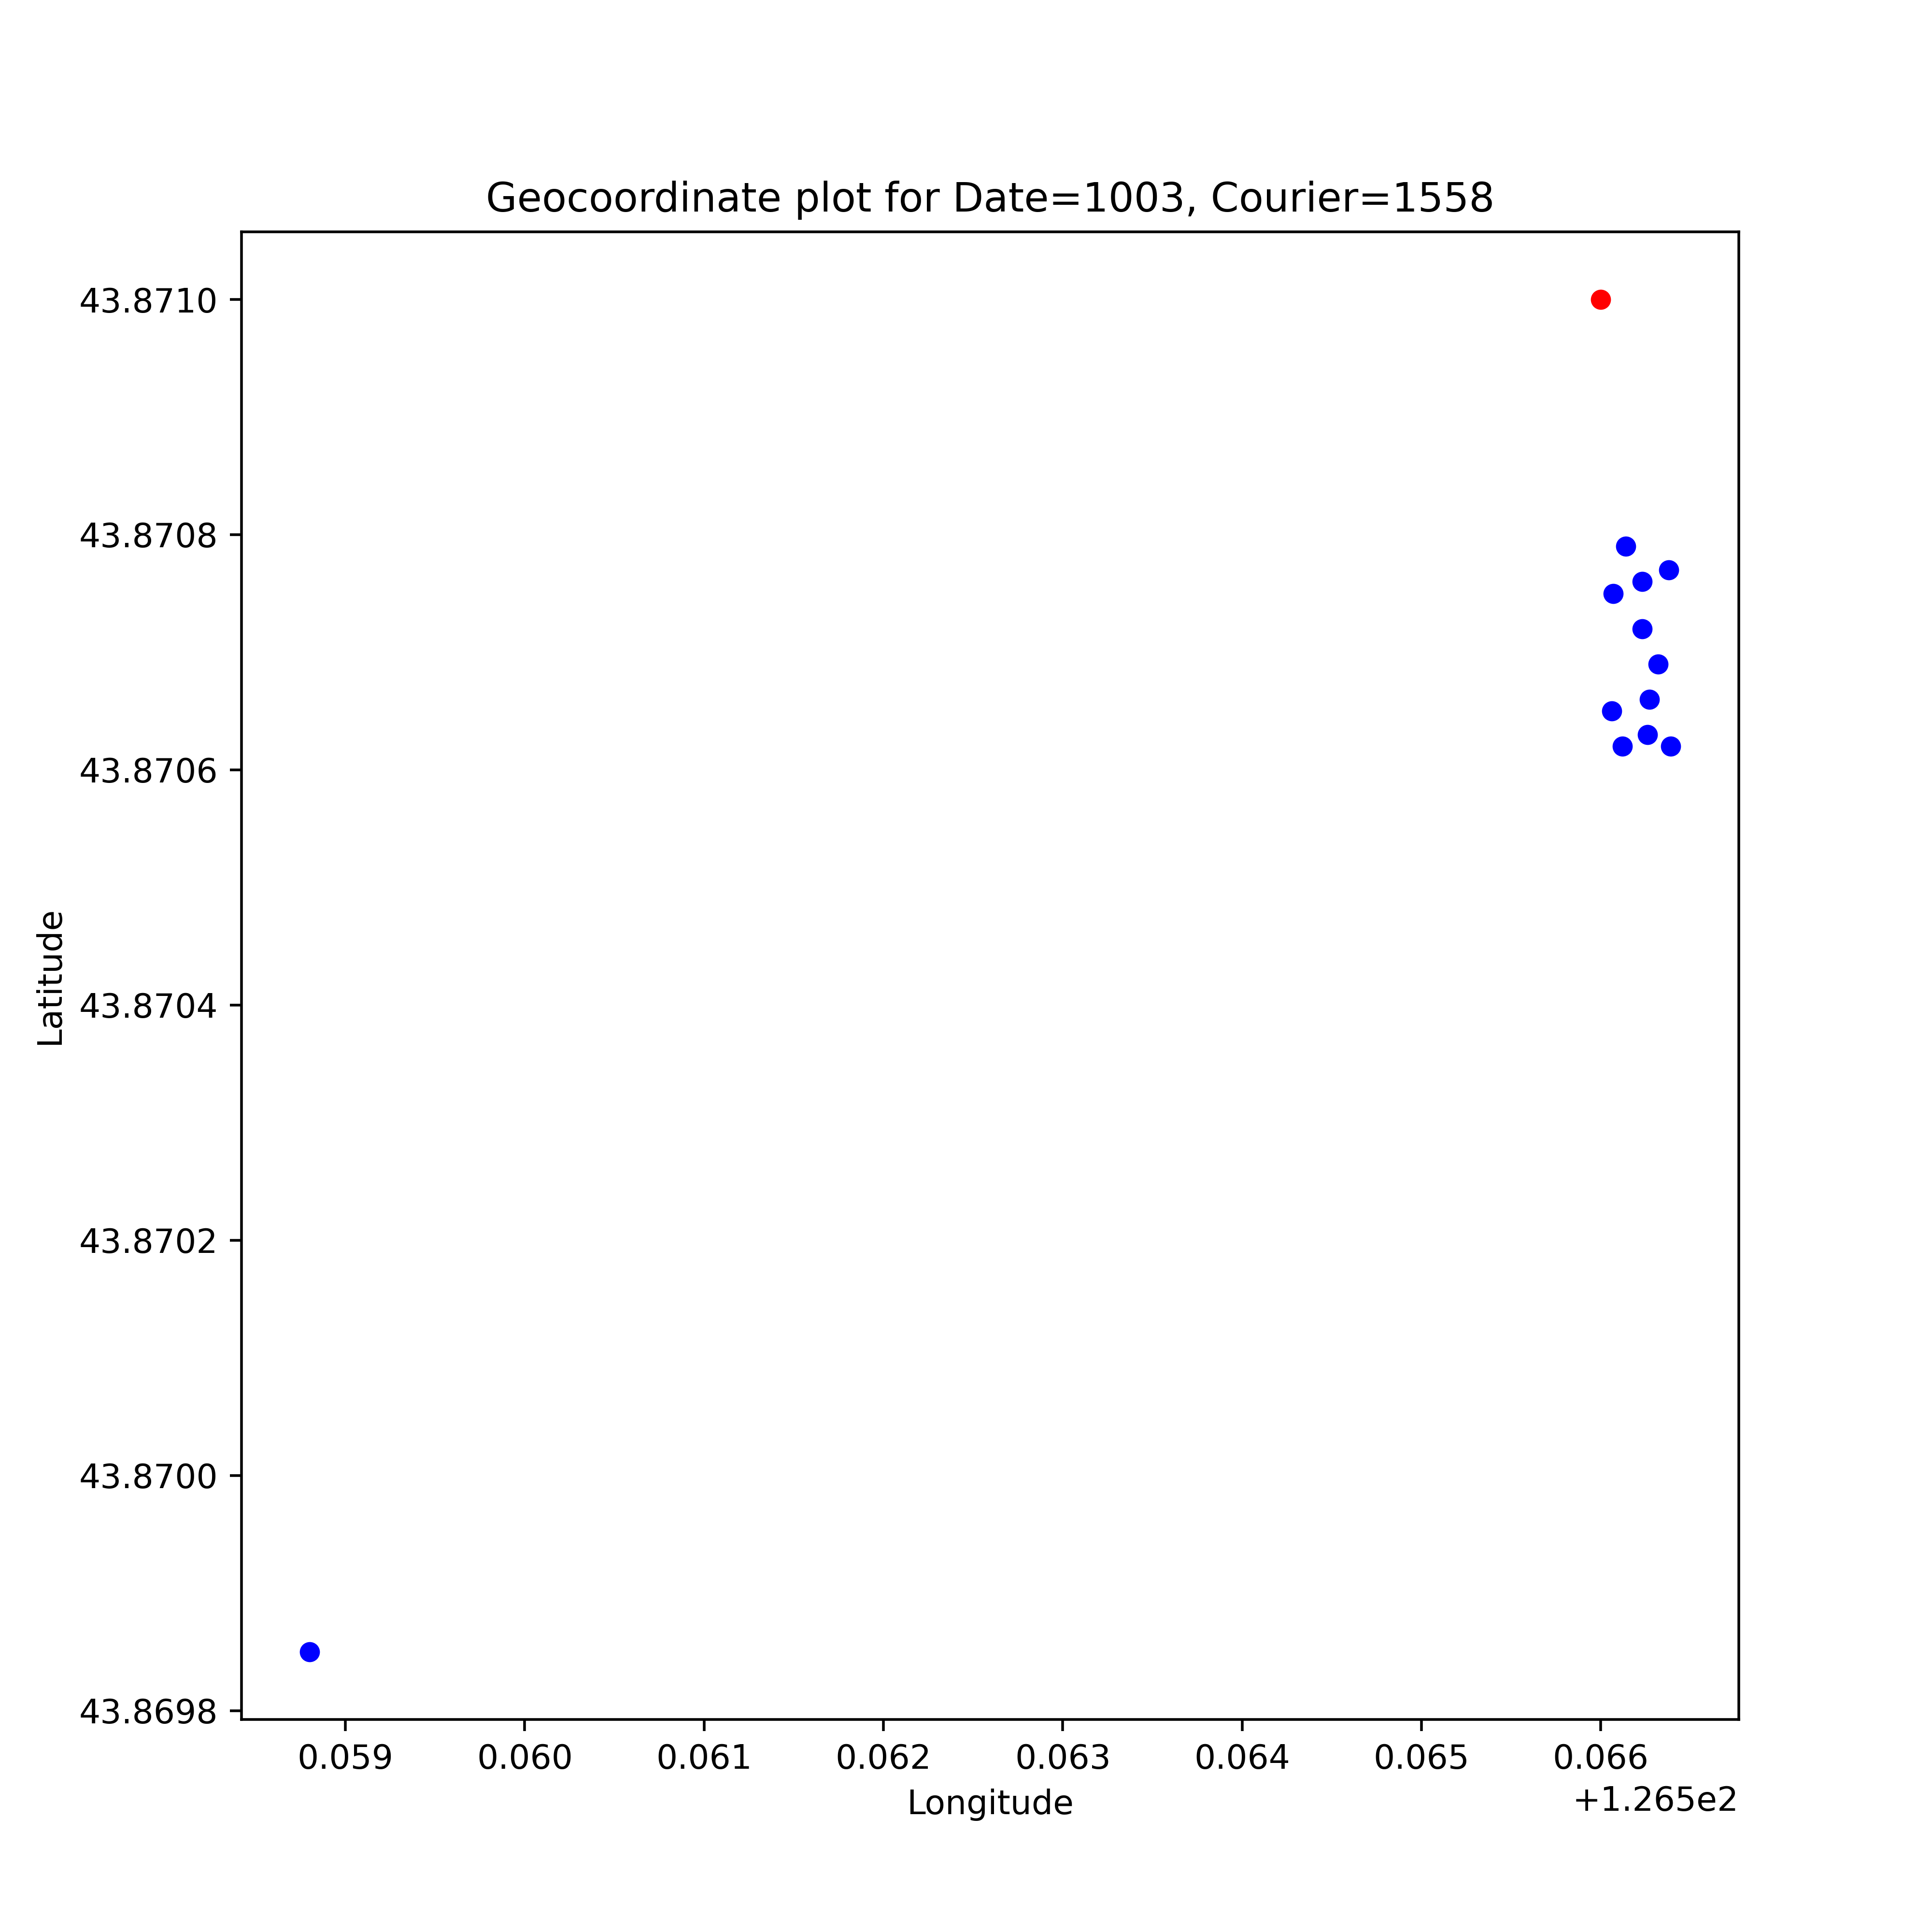 Geocoordinate plot for Date=1003, Courier=1558
43.8710
43.8708
43.8706
43.8704
43.8702
43.8700
43.8698
Latitude
0.059 0.060 0.061 0.062 0.063 0.064 0.065 0.066
Longitude
+1.265e2